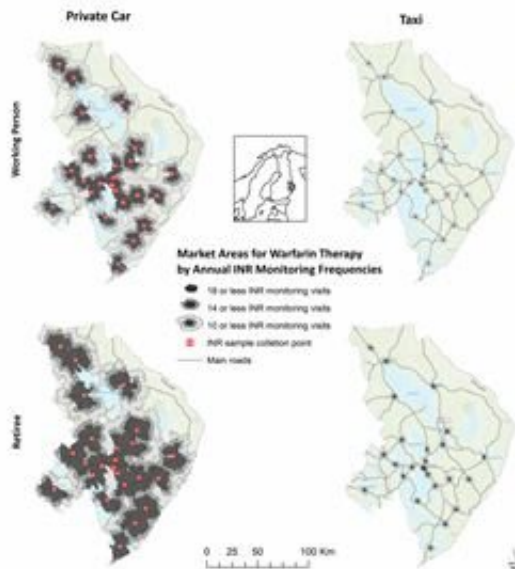 Private Car
Taxi
Working Person
Market Areas for Warfarin Therapy
by Annual INR Monitoring Frequencies
18 or less INR monitoring visits
14 or less INR monitoring visits
10 or less INR monitoring visits
INR sample colletion point
Main roads
Retiree
0 25 50 100 Km